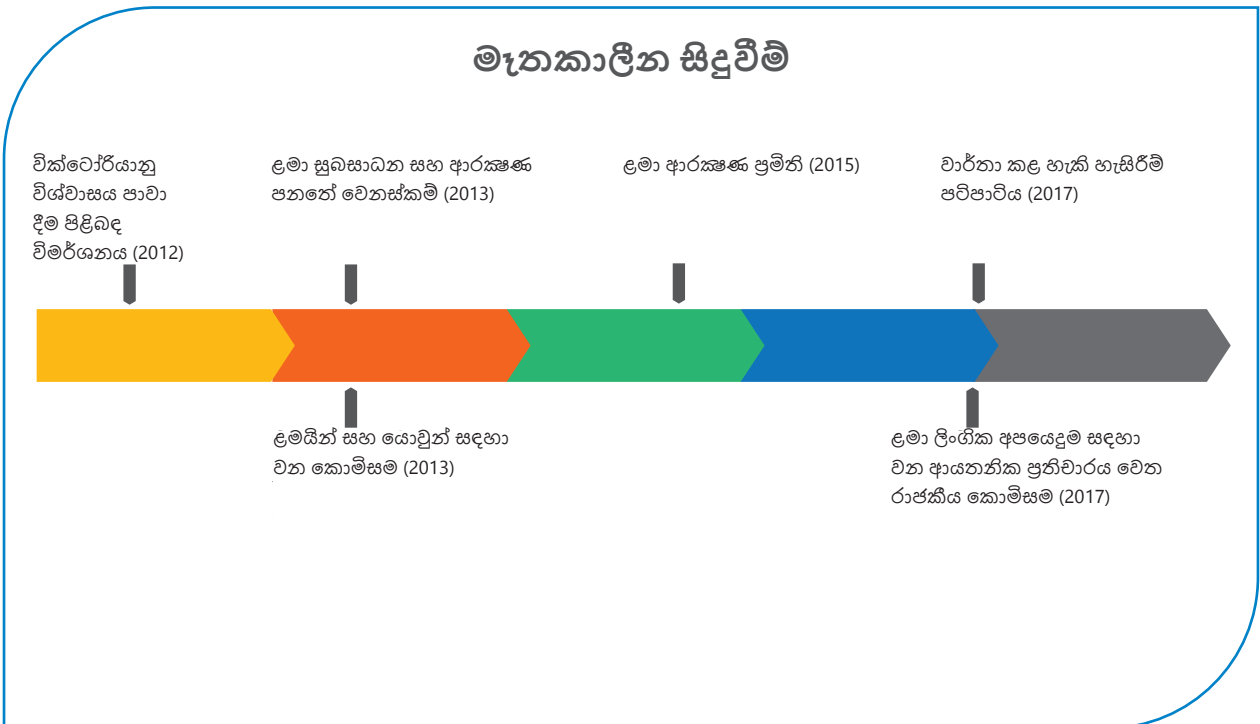 මෑතකාලීන සිදුවීම්
වික්ටෝරියානු
විශ්වාසය පාවා
දීම පිළිබඳ
විමර්ශනය (2012)
ළමා සුබසාධන සහ ආරක්‍ෂණ
පනතේ වෙනස්කම් (2013)
ළමා ආරක්‍ෂණ ප්‍රමිති (2015)
වාර්තා කළ හැකි හැසිරීම්
පටිපාටිය (2017)
ළමයින් සහ යොවුන් සඳහා
වන කොමිසම (2013)
ළමා ලිංගික අපයෙදුම සඳහා
වන ආයතනික ප්‍රතිචාරය වෙත
රාජකීය කොමිසම (2017)